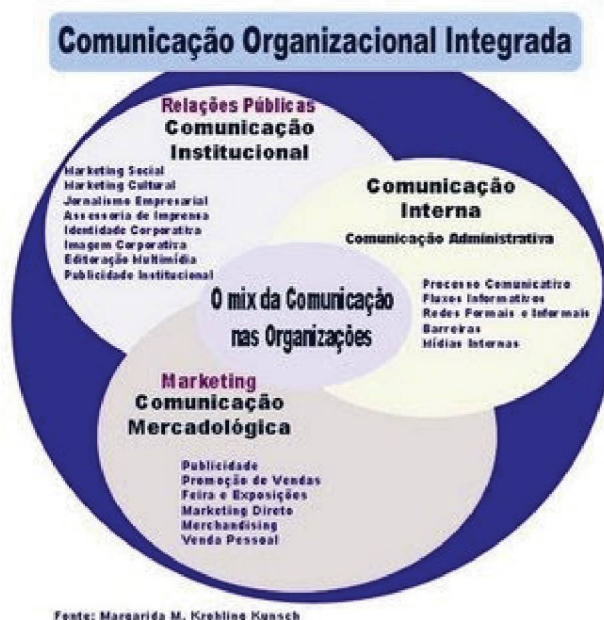 Comunicação Organizacional Integrada
Relações Públicas
Comunicação
Institucional
Marketing Social
Marketing Cultural
Jornalismo Empresarial
Assessoria de Imprensa
Identidade Corporativa
Imagem Corporativa
Editoração Multimídia
Publicidade Institucional
Comunicação
Interna
Comunicação Administrativa
Processo Comunicativo
Fluxos Informativos
Redes Formais e Informais
Barreiras
Mídias Internas
O mix da Comunicação
nas Organizações
Marketing
Comunicação
Mercadológica
Publicidade
Promoção de Vendas
Feira e Exposições
Marketing Direto
Merchandising
Venda Pessoal
Fonte: Margarida M. Krohling Kunsch